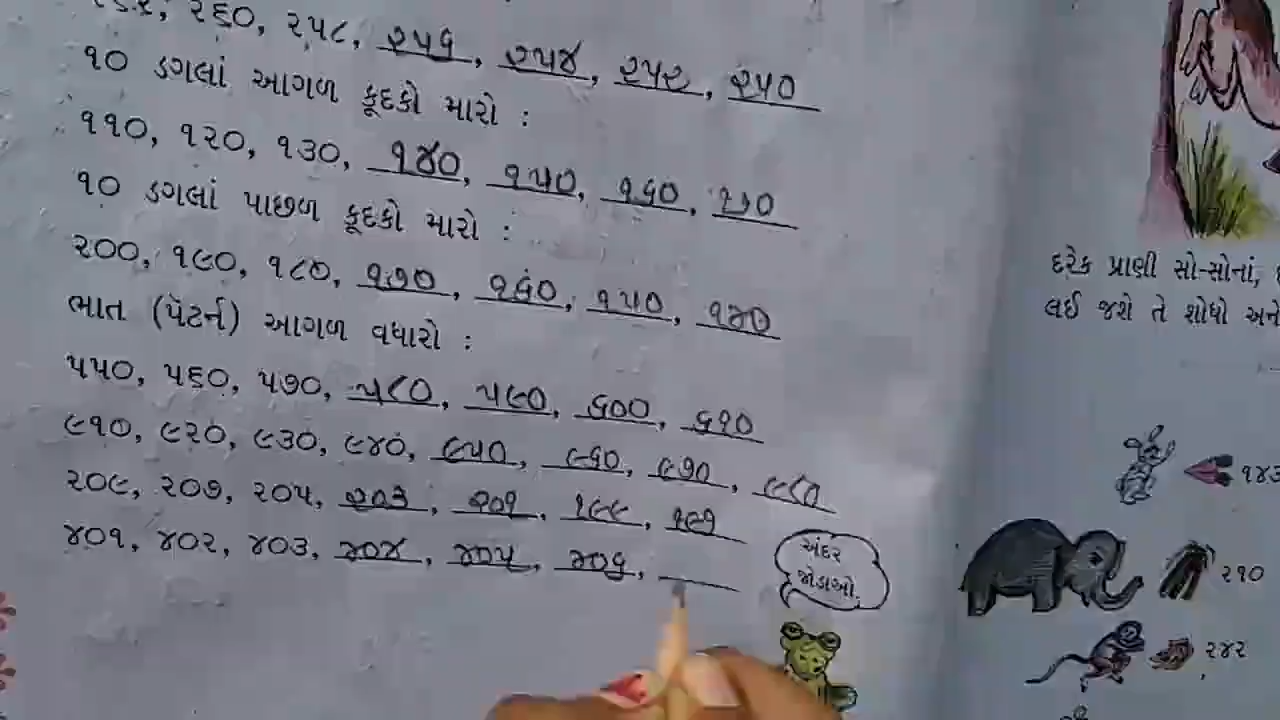 ૨૬૦, ૨૫૮, ૨૫૬, ૨૫૪, ૨૫૨, ૨૫૦
૧૦ ડગલાં આગળ કૂદકો મારો :
૧૧૦, ૧૨૦, ૧૩૦, ૧૪૦, ૧૫૦, ૧૬૦, ૧૭૦
૧૦ ડગલાં પાછળ કૂદકો મારો :
૨૦૦, ૧૯૦, ૧૮૦, ૧૭૦, ૧૬૦, ૧૫૦, ૧૪૦
ભાત (પૅટર્ન) આગળ વધારો :
૫૫૦, ૫૬૦, ૫૭૦, ૫૮૦, ૫૯૦, ૬૦૦, ૬૧૦
૯૧૦, ૯૨૦, ૯૩૦, ૯૪૦, ૯૫૦, ૯૬૦, ૯૭૦, ૯૮૦
૨૦૯, ૨૦૭, ૨૦૫, ૨૦૩, ૨૦૧, ૧૯૯, ૧૯૭
૪૦૧, ૪૦૨, ૪૦૩, ૪૦૪, ૪૦૫, ૪૦૬,
અંદર
જોડાઓ.
દરેક પ્રાણી સો-સોનાં,
લઈ જશે તે શોધો અને
૧૪૩
૨૧૦
૨૪૨